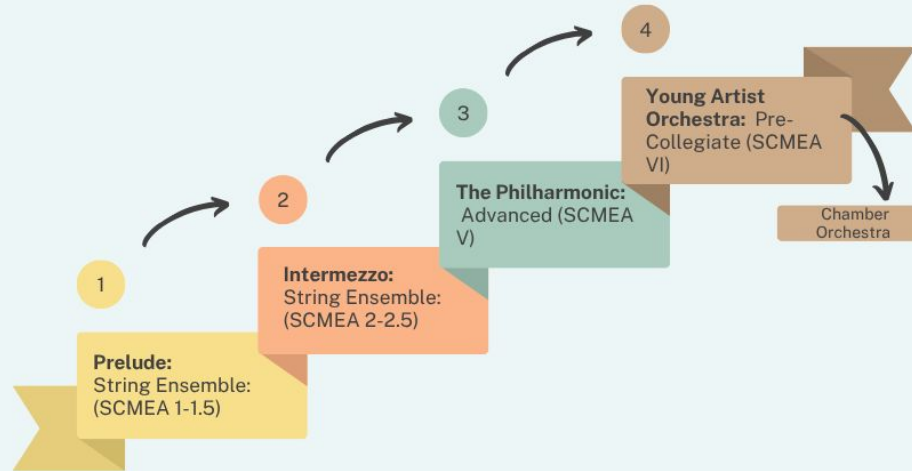 1
Prelude:
String Ensemble:
(SCMEA 1-1.5)
2
Intermezzo:
String Ensemble:
(SCMEA 2-2.5)
3
The Philharmonic:
Advanced (SCMEA
V)
4
Young Artist
Orchestra: Pre-
Collegiate (SCMEA
VI)
Chamber
Orchestra